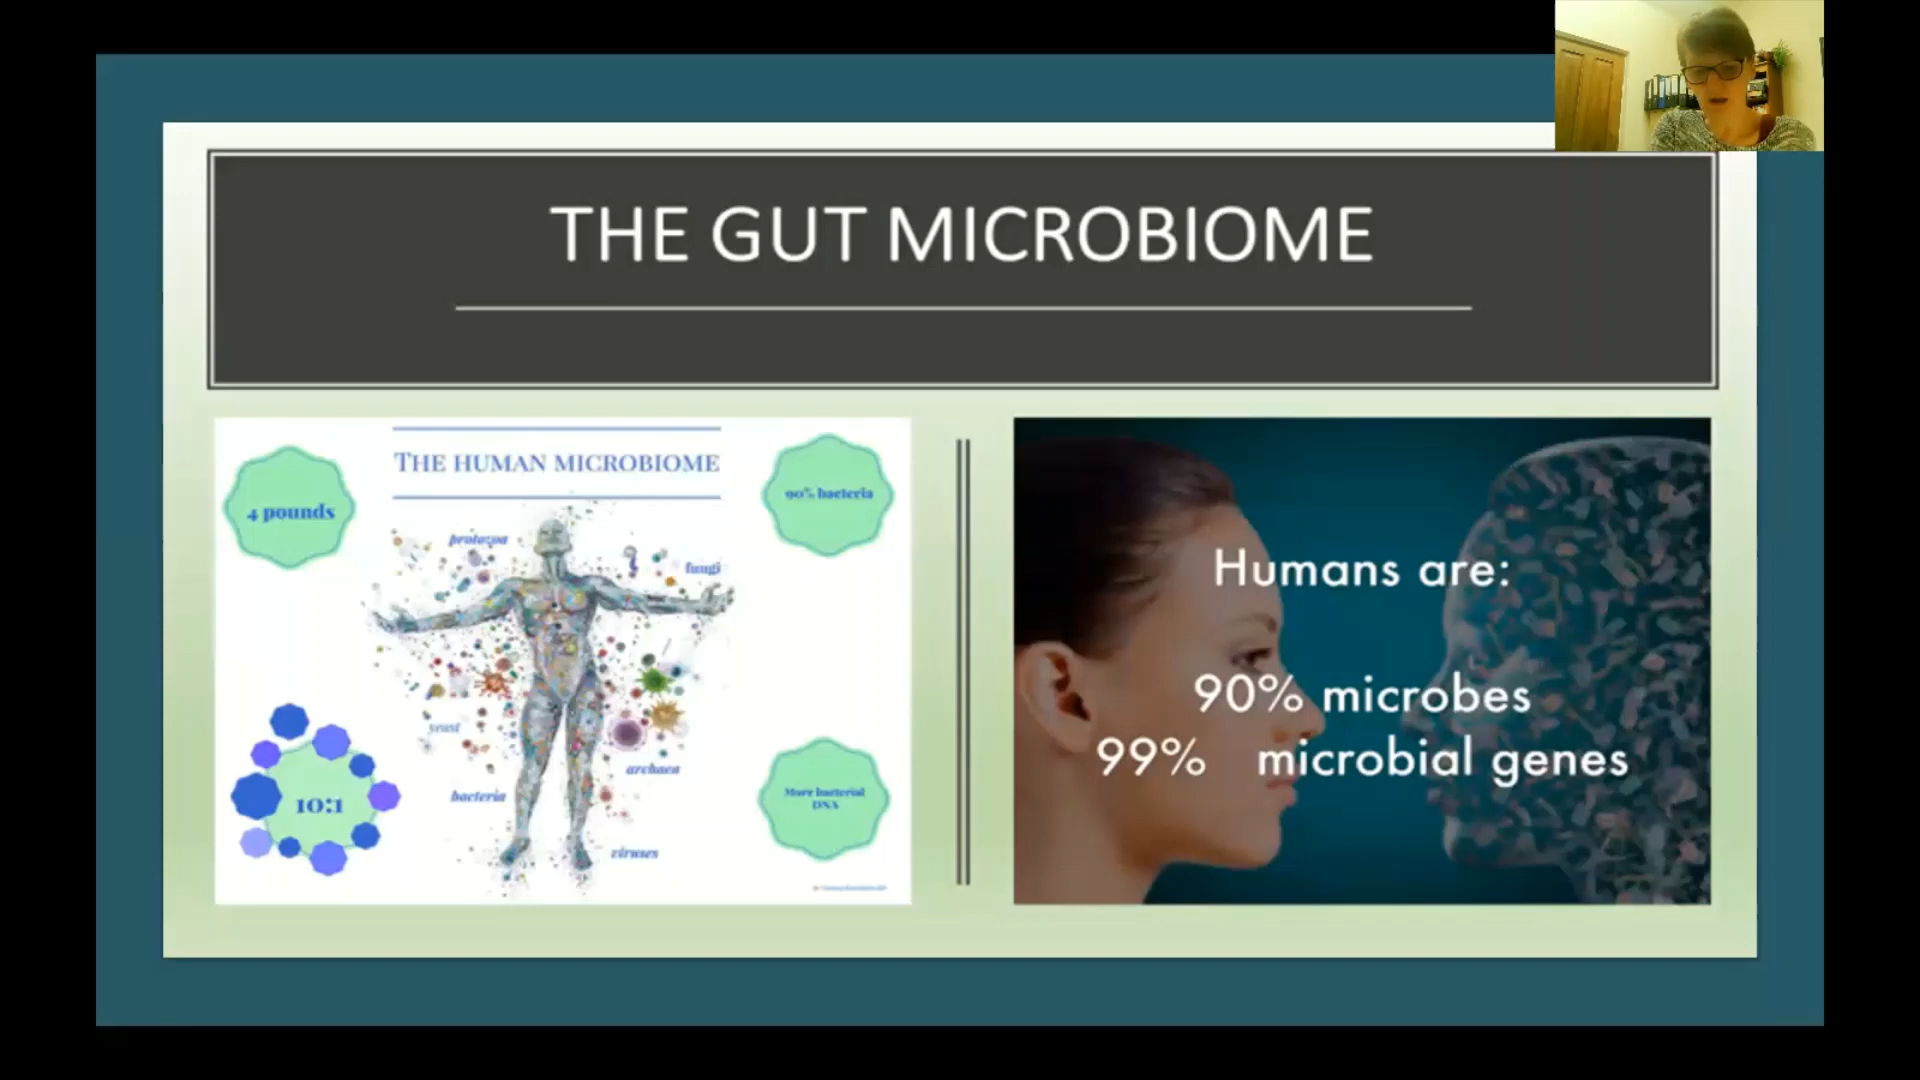 THE GUT MICROBIOME
THE HUMAN MICROBIOME
4 pounds
90% bacteria
protozoa
fungi
yeast
archaea
bacteria
10:1
More bacterial
DNA
viruses
Humans are:
90% microbes
99% microbial genes